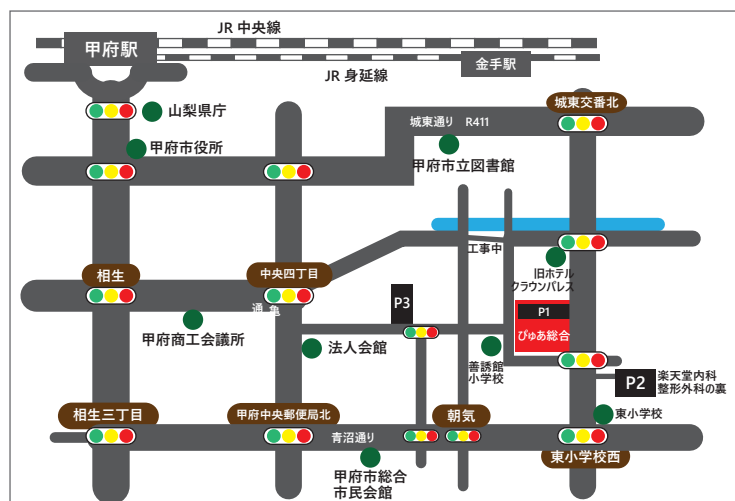 JR 中央線
甲府駅
JR 身延線
金手駅
山梨県庁
城東交番北
城東通り R411
甲府市役所
甲府市立図書館
工事中
相生
中央四丁目
旧ホテル
クラウンパレス
P3
P1
通 亀
ぴゅあ総合
甲府商工会議所
法人会館
善誘館
小学校
P2
楽天堂内科
整形外科の裏
相生三丁目
甲府中央郵便局北
朝気
東小学校
青沼通り
東小学校西
甲府市総合
市民会館